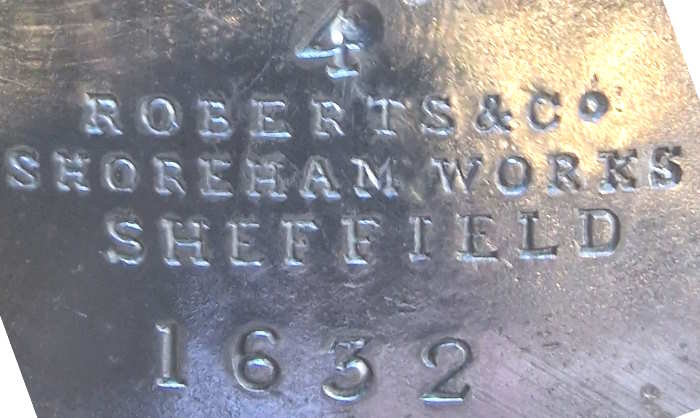 4
ROBERTS & Co
SHOREHAM WORKS
SHEFFIELD
1632